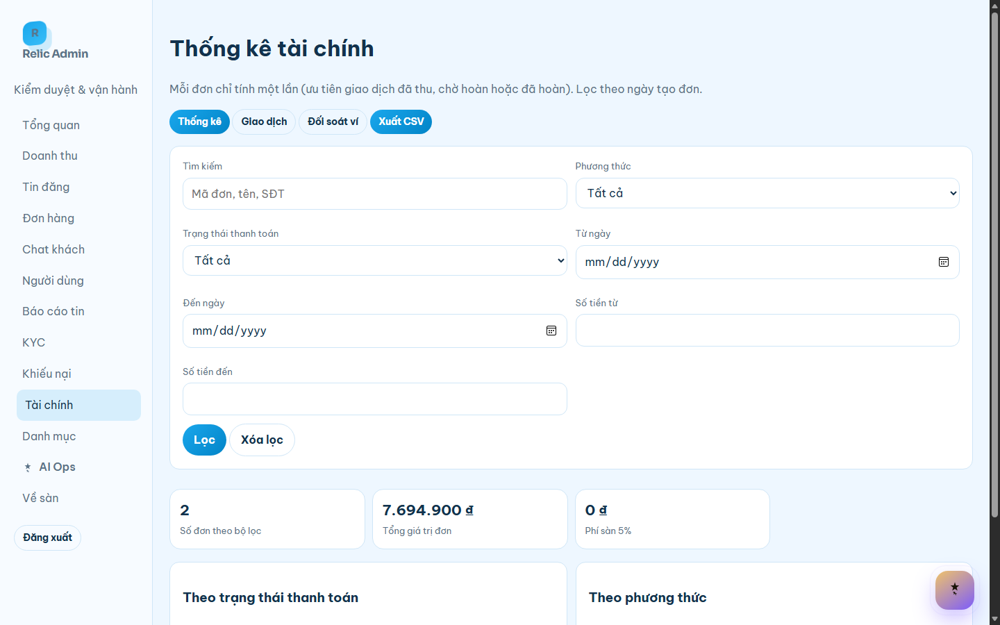 R
Relic Admin
Kiểm duyệt & vận hành
Tổng quan
Doanh thu
Tin đăng
Đơn hàng
Chat khách
Người dùng
Báo cáo tin
KYC
Khiếu nại
Tài chính
Danh mục
AI Ops
Về sàn
Đăng xuất
Thống kê tài chính
Mỗi đơn chỉ tính một lần (ưu tiên giao dịch đã thu, chờ hoàn hoặc đã hoàn). Lọc theo ngày tạo đơn.
Thống kê
Giao dịch
Đối soát ví
Xuất CSV
Tìm kiếm
Phương thức
Mã đơn, tên, SĐT
Tất cả
Trạng thái thanh toán
Từ ngày
Tất cả
mm/dd/yyyy
Đến ngày
Số tiền từ
mm/dd/yyyy
Số tiền đến
Lọc
Xóa lọc
2
Số đơn theo bộ lọc
7.694.900 ₫
Tổng giá trị đơn
0 ₫
Phí sàn 5%
Theo trạng thái thanh toán
Theo phương thức